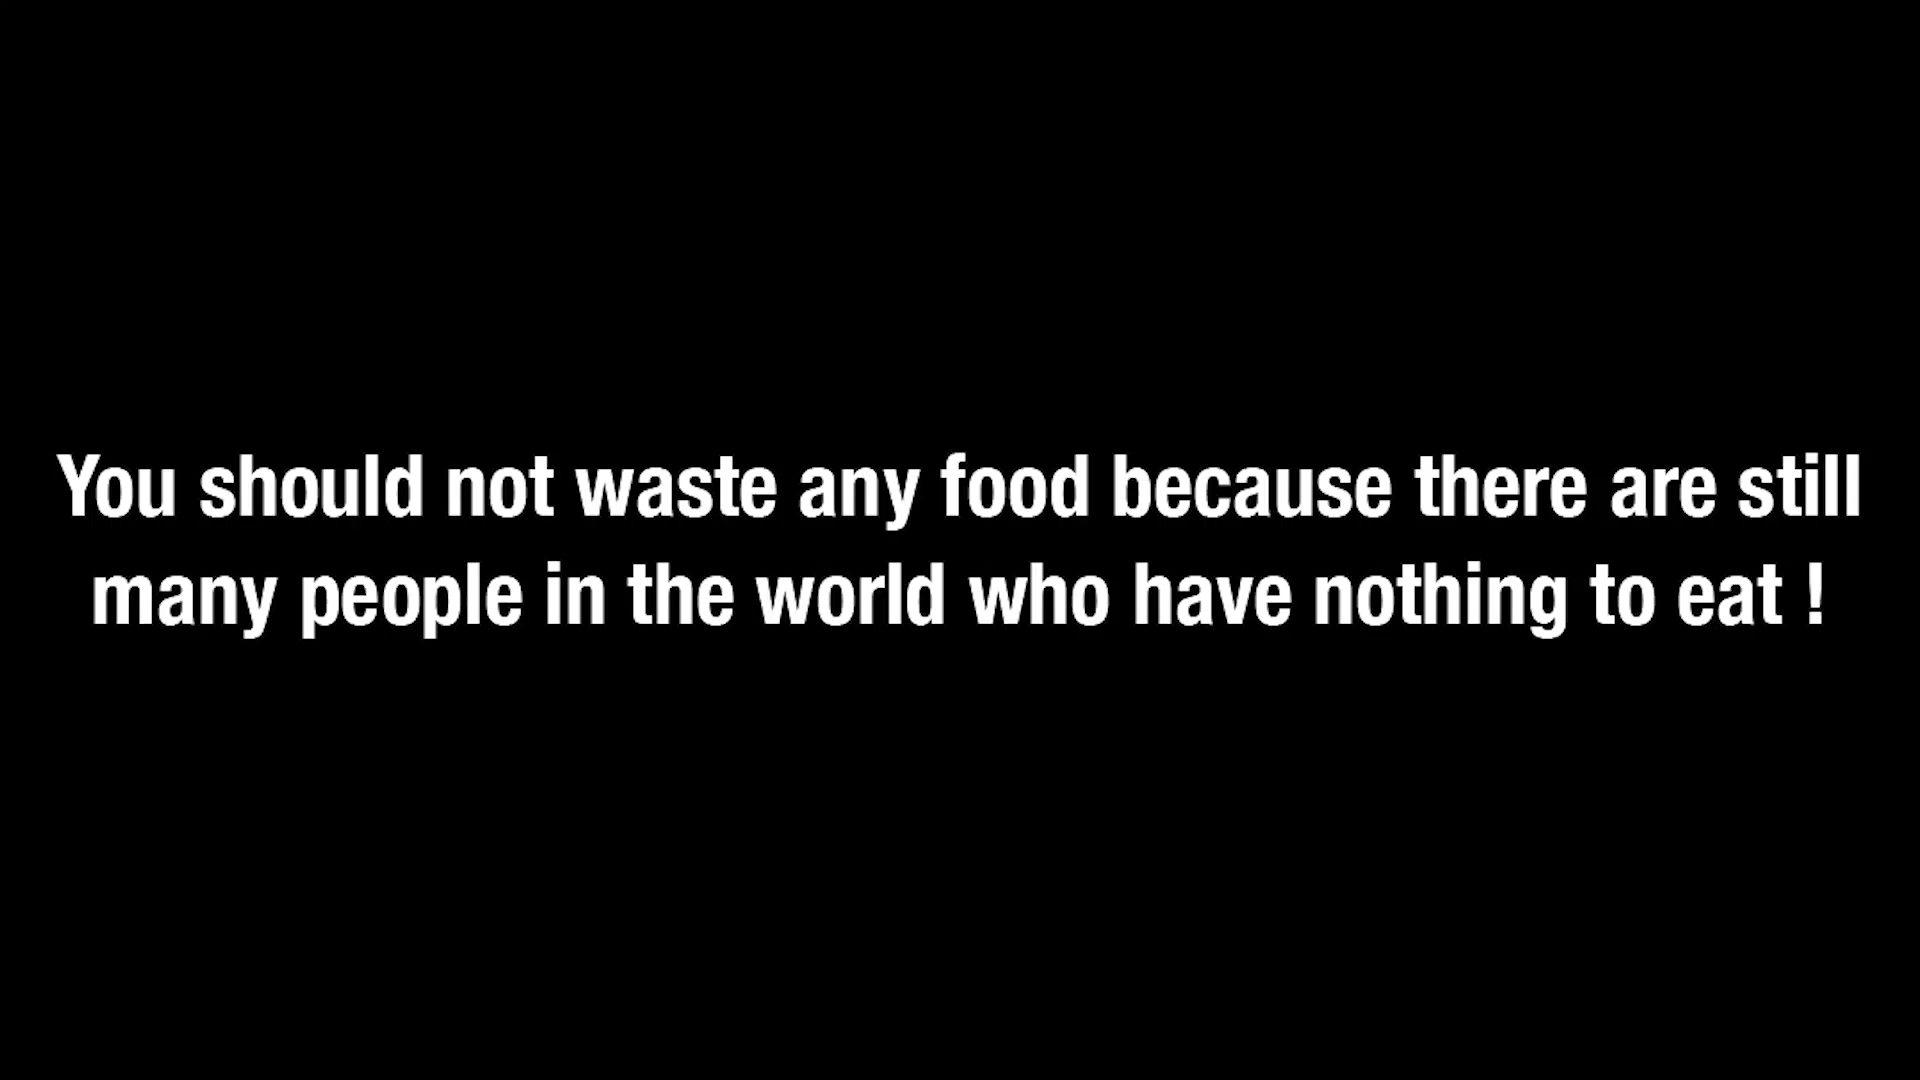 You should not waste any food because there are still
many people in the world who have nothing to eat !